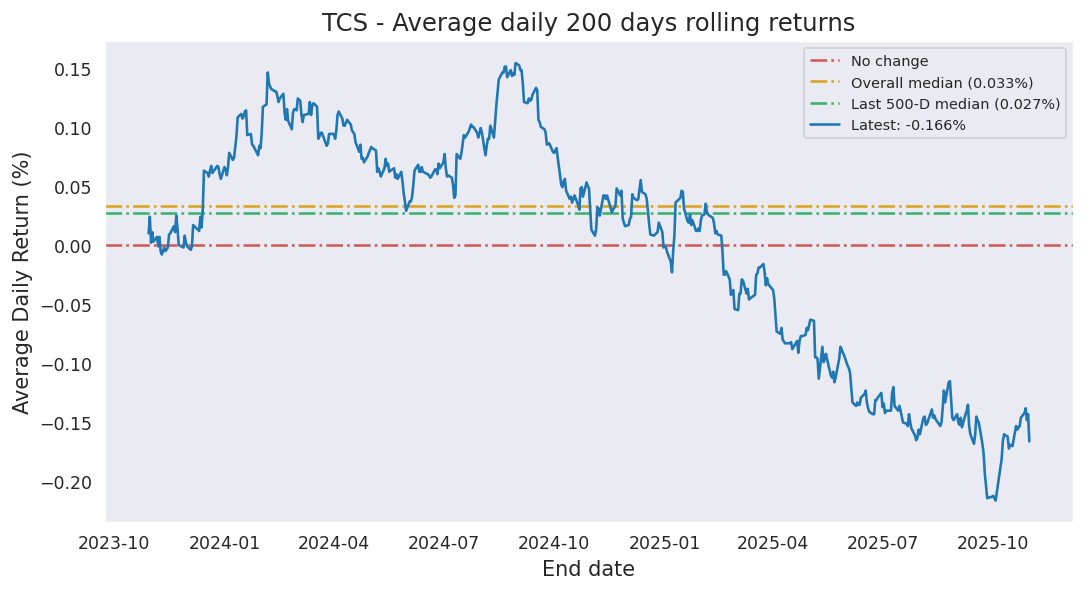 TCS - Average daily 200 days rolling returns
No change
Overall median (0.033%)
Last 500-D median (0.027%)
Latest: -0.166%
Average Daily Return (%)
0.15
0.10
0.05
0.00
−0.05
−0.10
−0.15
−0.20
2023-10 2024-01 2024-04 2024-07 2024-10 2025-01 2025-04 2025-07 2025-10
End date